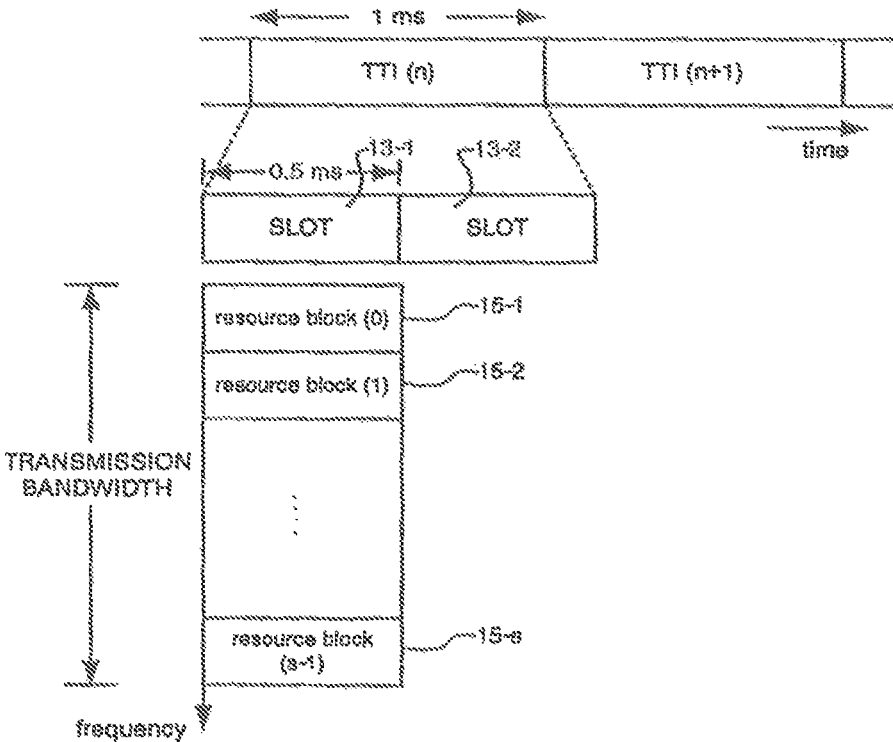 1 ms
TTI (n)
TTI (n+1)
time
13-1
13-2
0.5 ms
SLOT
SLOT
resource block (0)
15-1
resource block (1)
15-2
TRANSMISSION
BANDWIDTH
resource block
(s-1)
15-s
frequency